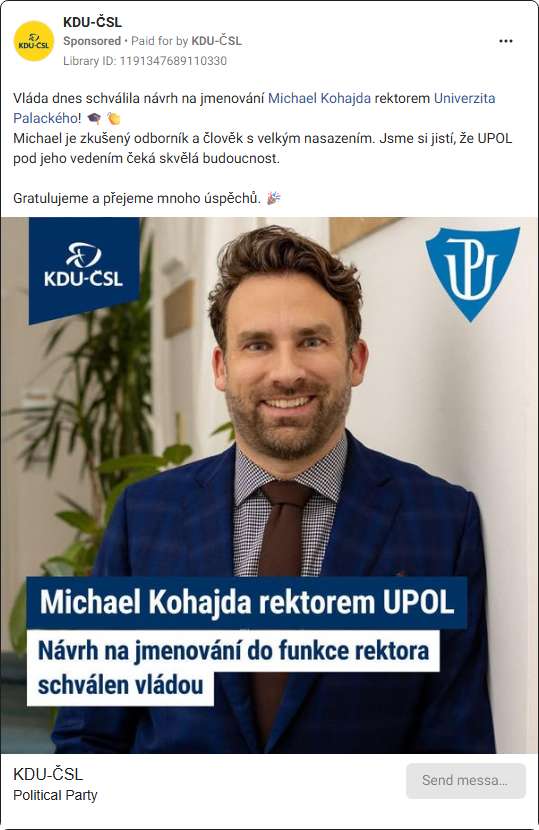 KDU-ČSL
Sponsored • Paid for by KDU-ČSL
Library ID: 1191347689110330
Vláda dnes schválila návrh na jmenování Michael Kohajda rektorem Univerzita
Palackého! 🎓 👏
Michael je zkušený odborník a člověk s velkým nasazením. Jsme si jistí, že UPOL
pod jeho vedením čeká skvělá budoucnost.
Gratulujeme a přejeme mnoho úspěchů. 🎉
KDU-ČSL
UP
Michael Kohajda rektorem UPOL
Návrh na jmenování do funkce rektora
schválen vládou
KDU-ČSL
Political Party
Send messa...